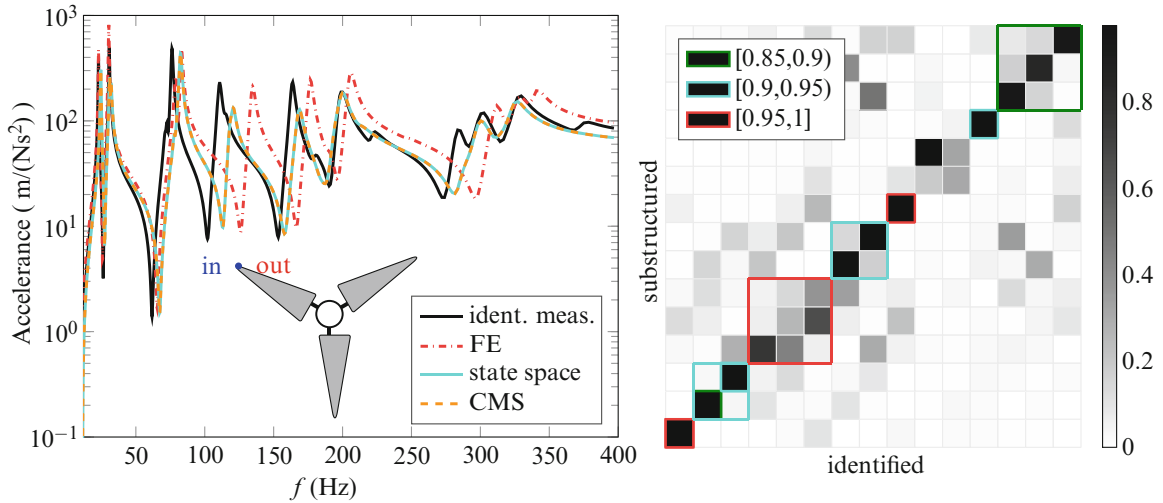 10³
10²
10¹
10⁰
10⁻¹
Accelerance ( m/(Ns²)
50 100 150 200 250 300 350 400
f (Hz)
in out
ident. meas.
FE
state space
CMS
[0.85,0.9)
[0.9,0.95)
[0.95,1]
substructured
identified
0.8
0.6
0.4
0.2
0